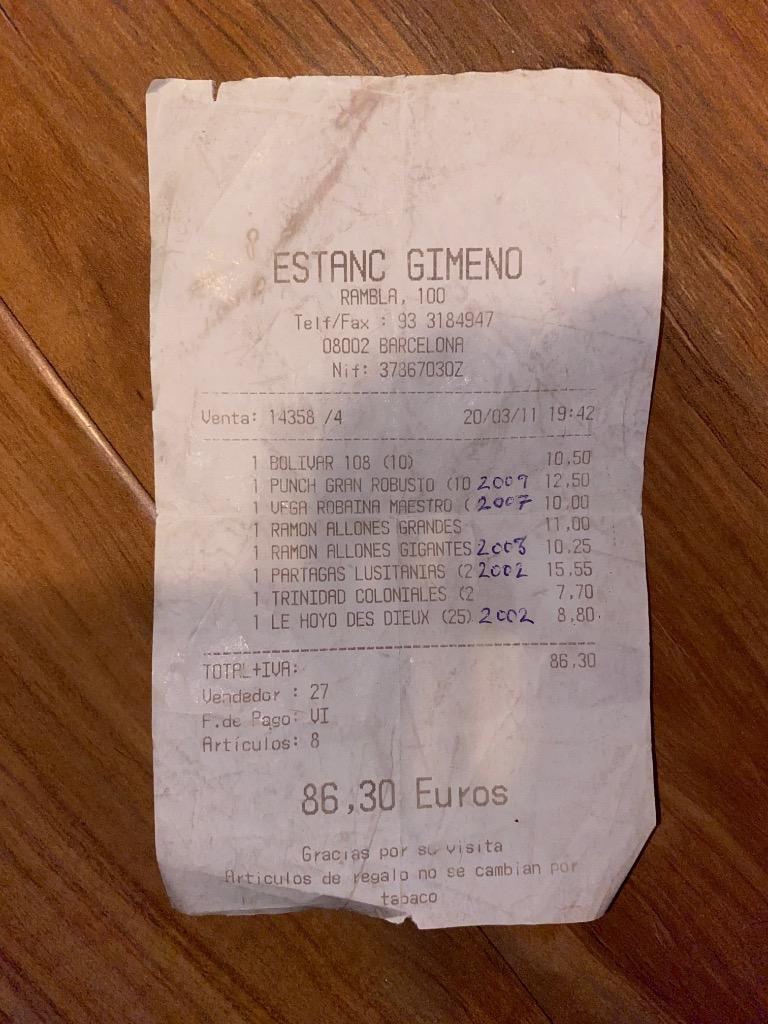 ESTANC GIMENO
RAMBLA, 100
Telf/Fax : 93 3184947
08002 BARCELONA
Nif: 37867030Z
Venta: 14358 /4 20/03/11 19:42
1 BOLIVAR 108 (10) 10,50
1 PUNCH GRAN ROBUSTO (10 2009 12,50
1 VEGA ROBAINA MAESTRO ( 2007 10,00
1 RAMON ALLONES GRANDES 11,00
1 RAMON ALLONES GIGANTES 2008 10,25
1 PARTAGAS LUSITANIAS (2 2002 15,55
1 TRINIDAD COLONIALES (2 7,70
1 LE HOYO DES DIEUX (25) 2002 8,80
TOTAL+IVA: 86,30
Vendedor : 27
F.de Pago: VI
Artículos: 8
86,30 Euros
Gracias por su visita
Articulos de regalo no se cambian por
tabaco